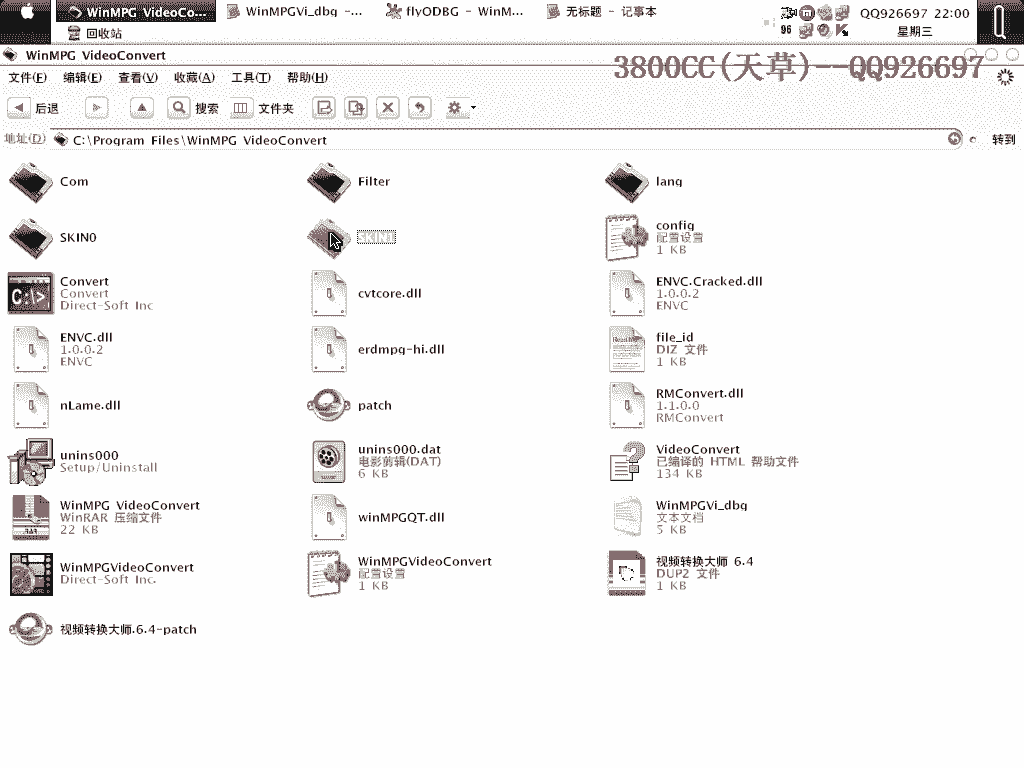 WinMPG VideoCo...
WinMPGVi_dbg -...
flyODBG - WinM...
无标题 - 记事本
QQ926697 22:00
回收站
96
星期三
WinMPG VideoConvert
3800CC(天草)--QQ926697
文件(F) 编辑(E) 查看(V) 收藏(A) 工具(T) 帮助(H)
后退
搜索
文件夹
地址(D) C:\Program Files\WinMPG VideoConvert 转到
Com
Filter
lang
SKIN0
SKIN1
config
配置设置
1 KB
Convert
Convert
Direct-Soft Inc
cvtcore.dll
ENVC.Cracked.dll
1.0.0.2
ENVC
ENVC.dll
1.0.0.2
ENVC
erdmpg-hi.dll
file_id
DIZ 文件
1 KB
nLame.dll
patch
RMConvert.dll
1.1.0.0
RMConvert
unins000
Setup/Uninstall
unins000.dat
电影剪辑(DAT)
6 KB
VideoConvert
已编译的 HTML 帮助文件
134 KB
WinMPG VideoConvert
WinRAR 压缩文件
22 KB
winMPGQT.dll
WinMPGVi_dbg
文本文档
5 KB
WinMPGVideoConvert
Direct-Soft Inc.
WinMPGVideoConvert
配置设置
1 KB
视频转换大师 6.4
DUP2 文件
1 KB
视频转换大师.6.4-patch